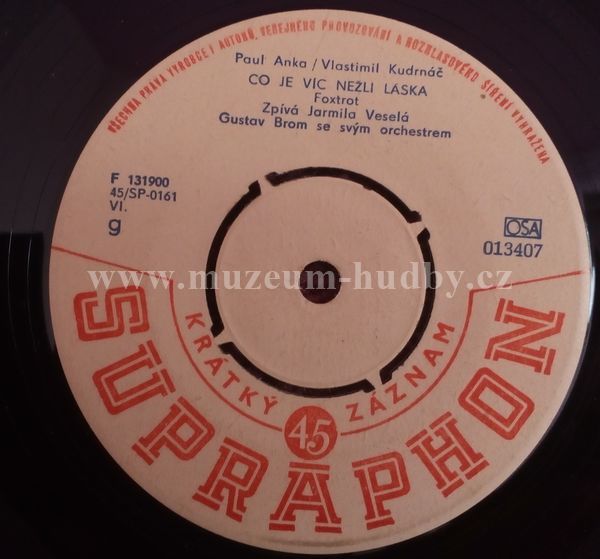 VŠECHNA PRÁVA VÝROBCE I AUTORŮ, VEŘEJNÉHO PROVOZOVÁNÍ A ROZHLASOVÉHO ŠÍŘENÍ VYHRAŽENA
Paul Anka / Vlastimil Kudrnáč
CO JE VÍC NEŽLI LÁSKA
Foxtrot
Zpívá Jarmila Veselá
Gustav Brom se svým orchestrem
F 131900
45/SP-0161
VI.
g
OSA
013407
www.muzeum-hudby.cz
KRÁTKÝ 45 ZÁZNAM
SUPRAPHON